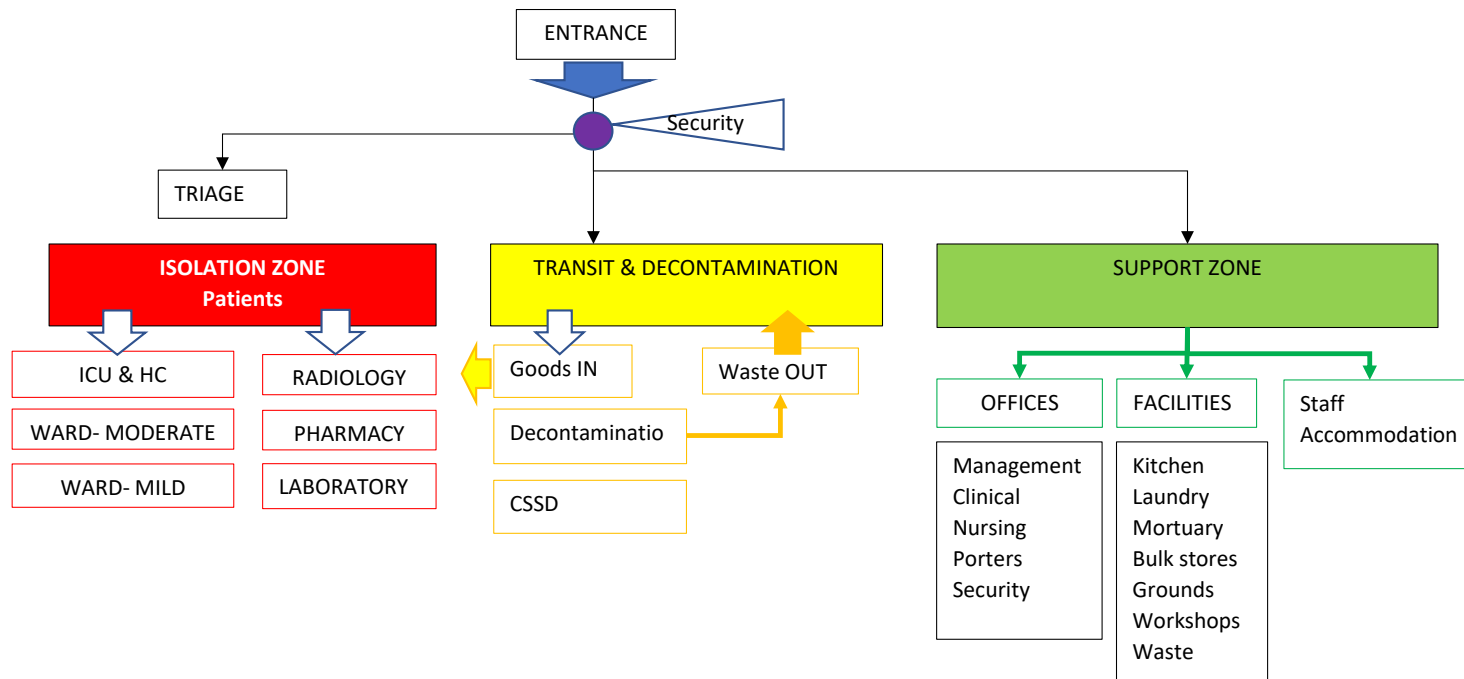 ENTRANCE
Security
TRIAGE
ISOLATION ZONE
Patients
TRANSIT & DECONTAMINATION
SUPPORT ZONE
ICU & HC
WARD- MODERATE
WARD- MILD
RADIOLOGY
PHARMACY
LABORATORY
Goods IN
Decontaminatio
CSSD
Waste OUT
OFFICES
Management
Clinical
Nursing
Porters
Security
FACILITIES
Kitchen
Laundry
Mortuary
Bulk stores
Grounds
Workshops
Waste
Staff
Accommodation